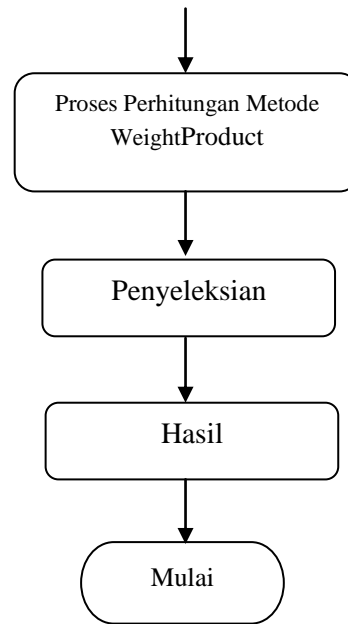 Proses Perhitungan Metode
WeightProduct
Penyeleksian
Hasil
Mulai